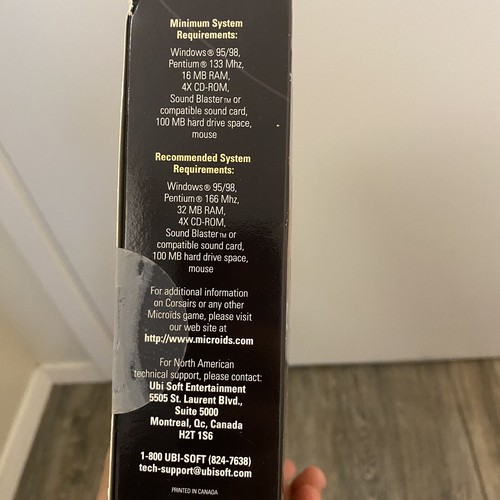 Minimum System
Requirements:
Windows® 95/98,
Pentium® 133 Mhz,
16 MB RAM,
4X CD-ROM,
Sound Blaster™ or
compatible sound card,
100 MB hard drive space,
mouse
Recommended System
Requirements:
Windows® 95/98,
Pentium® 166 Mhz,
32 MB RAM,
4X CD-ROM,
Sound Blaster™ or
compatible sound card,
100 MB hard drive space,
mouse
For additional information
on Corsairs or any other
Microïds game, please visit
our web site at
http://www.microids.com
For North American
technical support, please contact:
Ubi Soft Entertainment
5505 St. Laurent Blvd.,
Suite 5000
Montreal, Qc, Canada
H2T 1S6
1-800 UBI-SOFT (824-7638)
tech-support@ubisoft.com
PRINTED IN CANADA